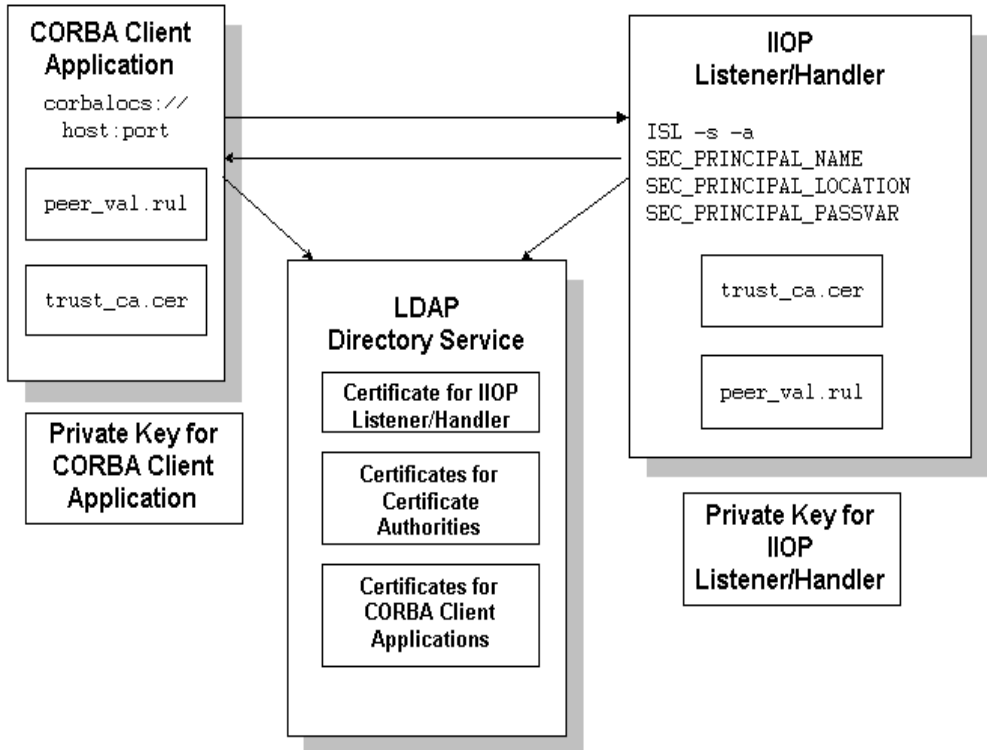 CORBA Client
Application
corbalocs://
host:port
peer_val.rul
trust_ca.cer
Private Key for
CORBA Client
Application
LDAP
Directory Service
Certificate for IIOP
Listener/Handler
Certificates for
Certificate
Authorities
Certificates for
CORBA Client
Applications
IIOP
Listener/Handler
ISL -s -a
SEC_PRINCIPAL_NAME
SEC_PRINCIPAL_LOCATION
SEC_PRINCIPAL_PASSVAR
trust_ca.cer
peer_val.rul
Private Key for
IIOP
Listener/Handler